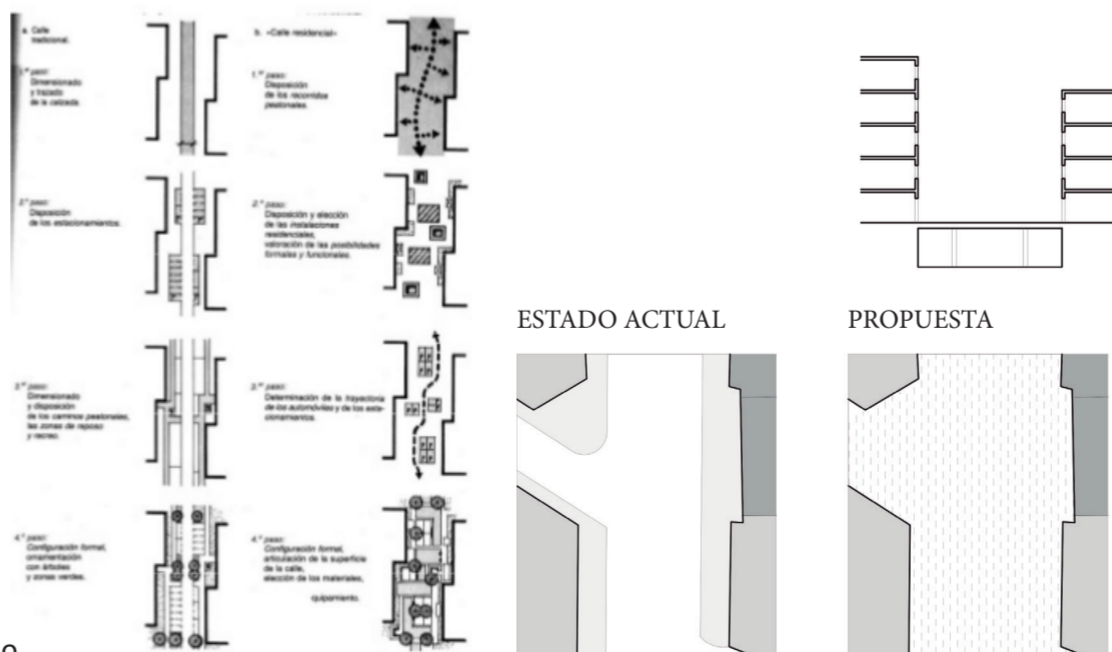 a. Calle
tradicional.
1.er paso:
Dimensionado
y trazado
de la calzada.
2.º paso:
Disposición
de los estacionamientos.
3.er paso:
Dimensionado
y disposición
de los caminos peatonales,
las zonas de reposo
y recreo.
4.º paso:
Configuración formal,
ornamentación
con árboles
y zonas verdes.
b. «Calle residencial»
1.er paso:
Disposición
de los recorridos
peatonales.
2.º paso:
Disposición y elección
de las instalaciones
residenciales,
valoración de las posibilidades
formales y funcionales.
3.er paso:
Determinación de la trayectoria
de los automóviles y de los esta-
cionamientos.
4.º paso:
Configuración formal,
articulación de la superficie
de la calle,
elección de los materiales,
quipamiento.
ESTADO ACTUAL
PROPUESTA